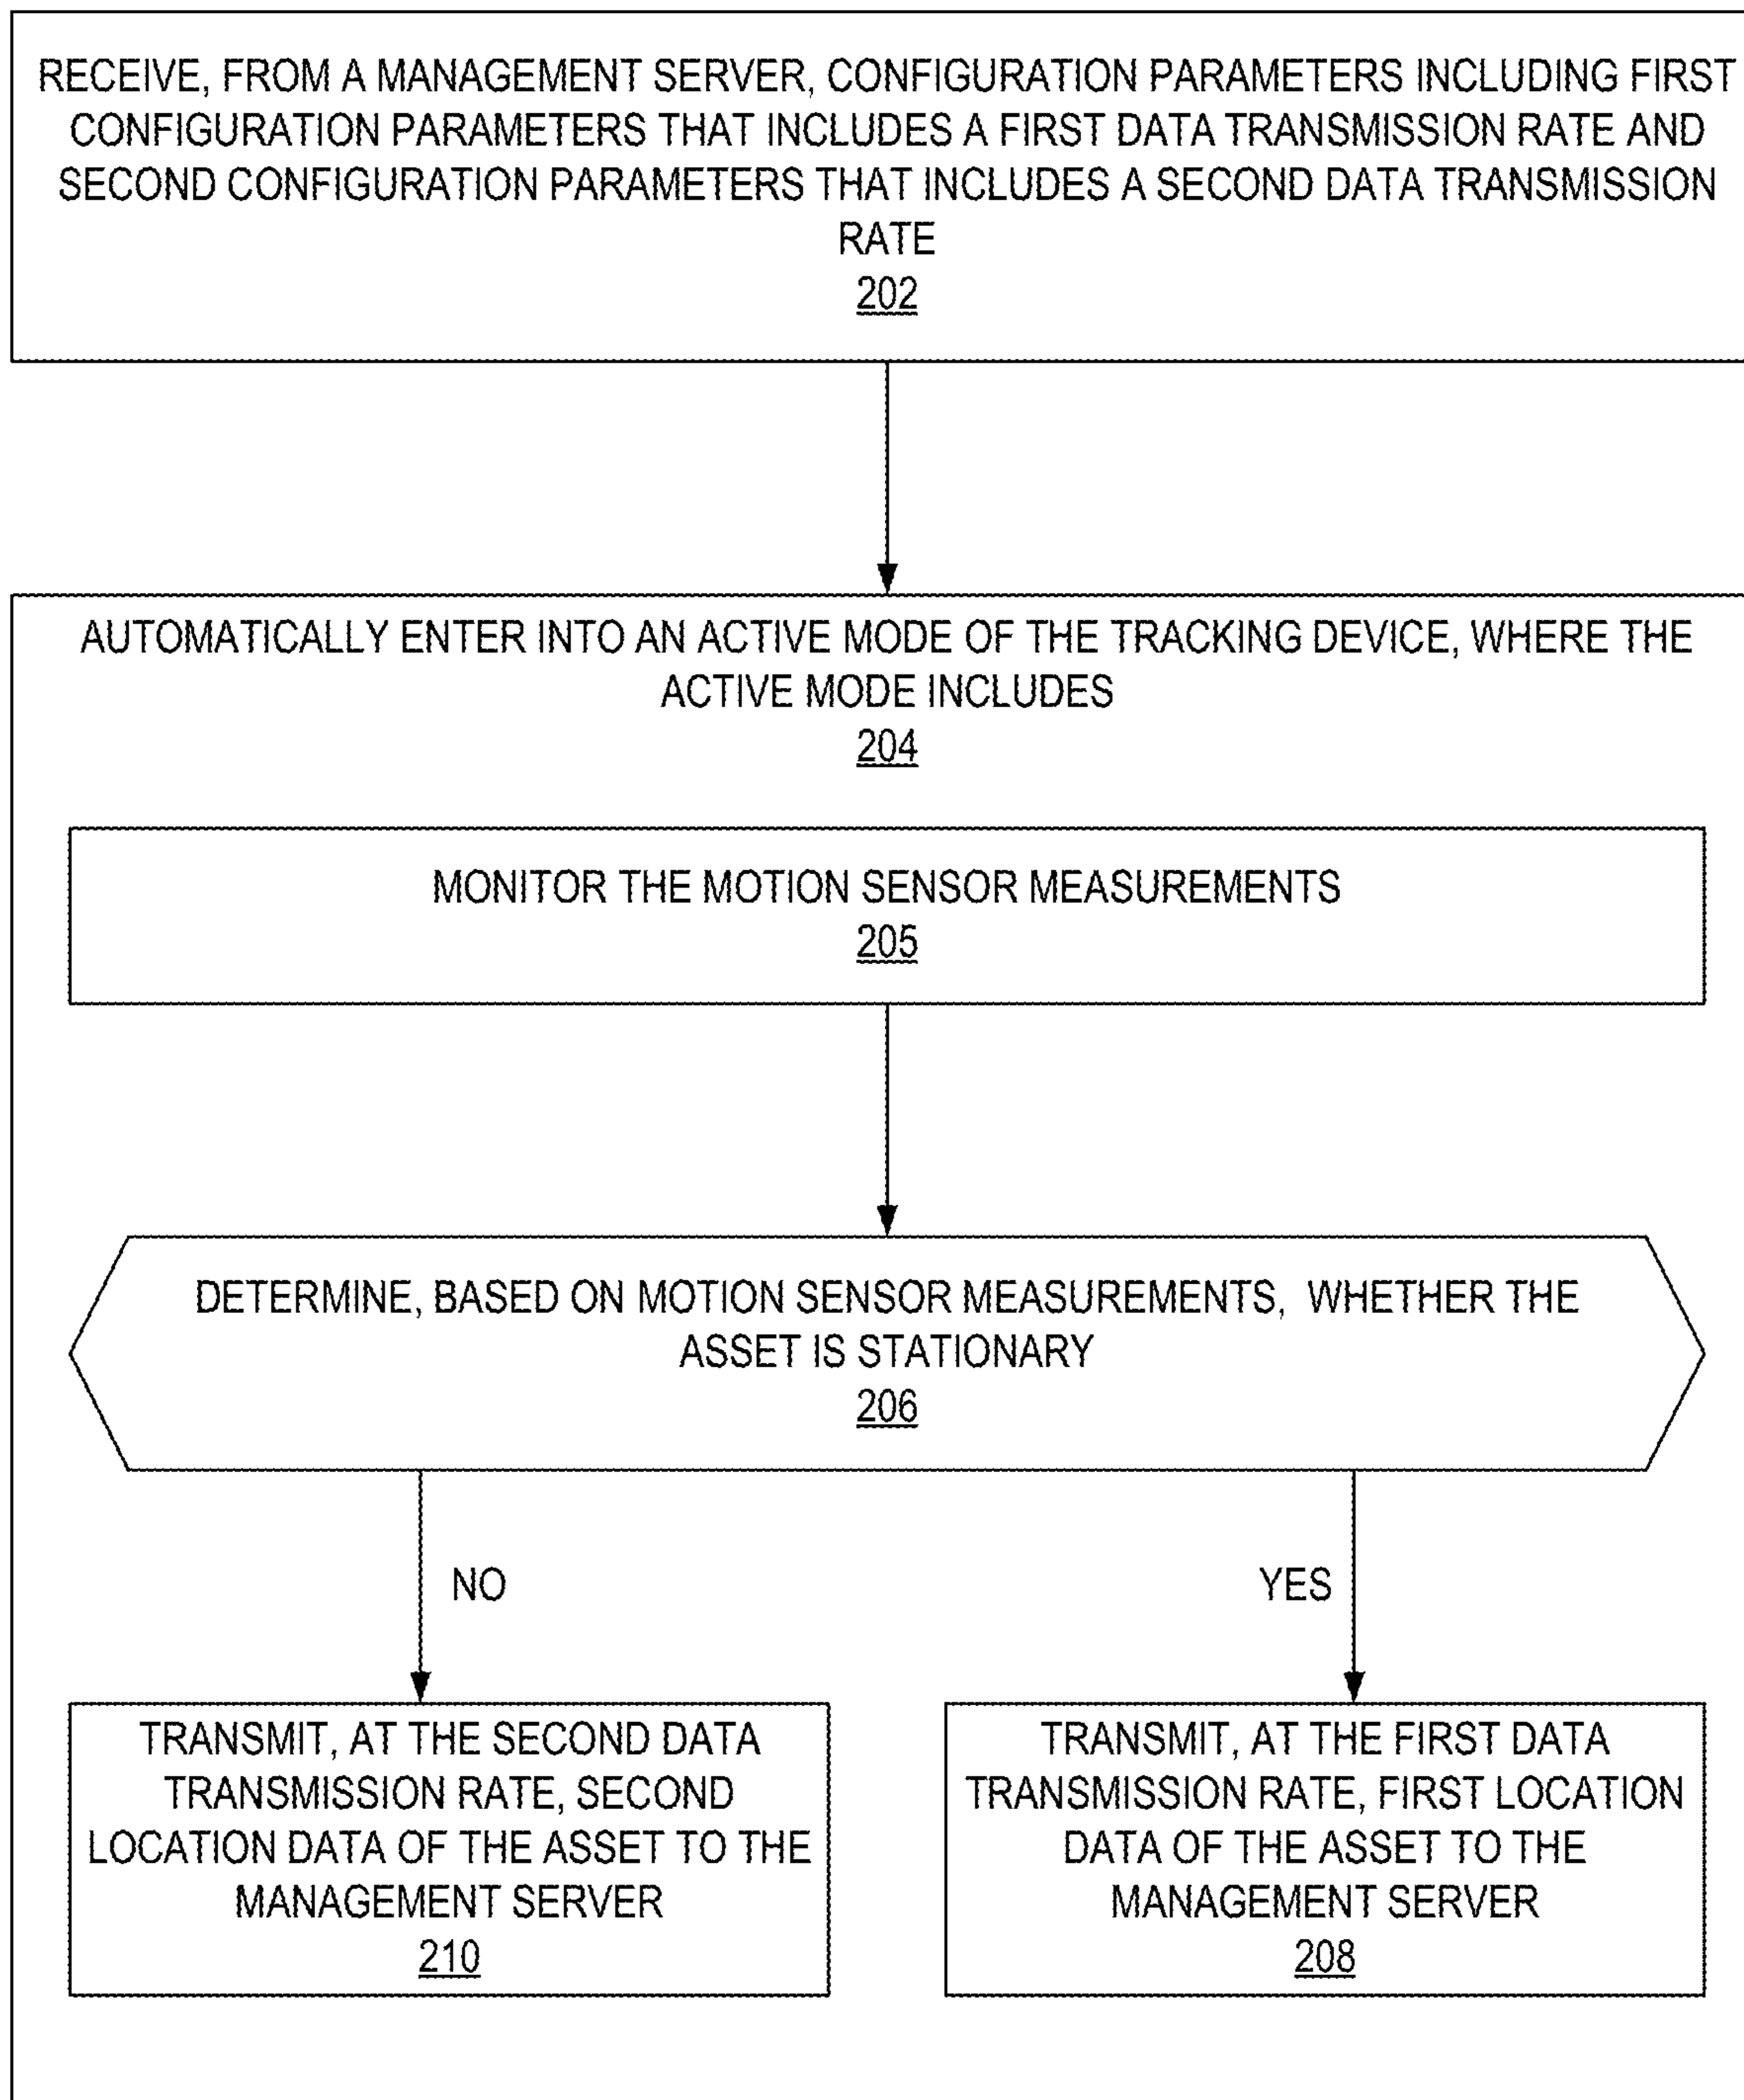 RECEIVE, FROM A MANAGEMENT SERVER, CONFIGURATION PARAMETERS INCLUDING FIRST
CONFIGURATION PARAMETERS THAT INCLUDES A FIRST DATA TRANSMISSION RATE AND
SECOND CONFIGURATION PARAMETERS THAT INCLUDES A SECOND DATA TRANSMISSION
RATE
202
AUTOMATICALLY ENTER INTO AN ACTIVE MODE OF THE TRACKING DEVICE, WHERE THE
ACTIVE MODE INCLUDES
204
MONITOR THE MOTION SENSOR MEASUREMENTS
205
DETERMINE, BASED ON MOTION SENSOR MEASUREMENTS, WHETHER THE
ASSET IS STATIONARY
206
NO
YES
TRANSMIT, AT THE SECOND DATA
TRANSMISSION RATE, SECOND
LOCATION DATA OF THE ASSET TO THE
MANAGEMENT SERVER
210
TRANSMIT, AT THE FIRST DATA
TRANSMISSION RATE, FIRST LOCATION
DATA OF THE ASSET TO THE
MANAGEMENT SERVER
208